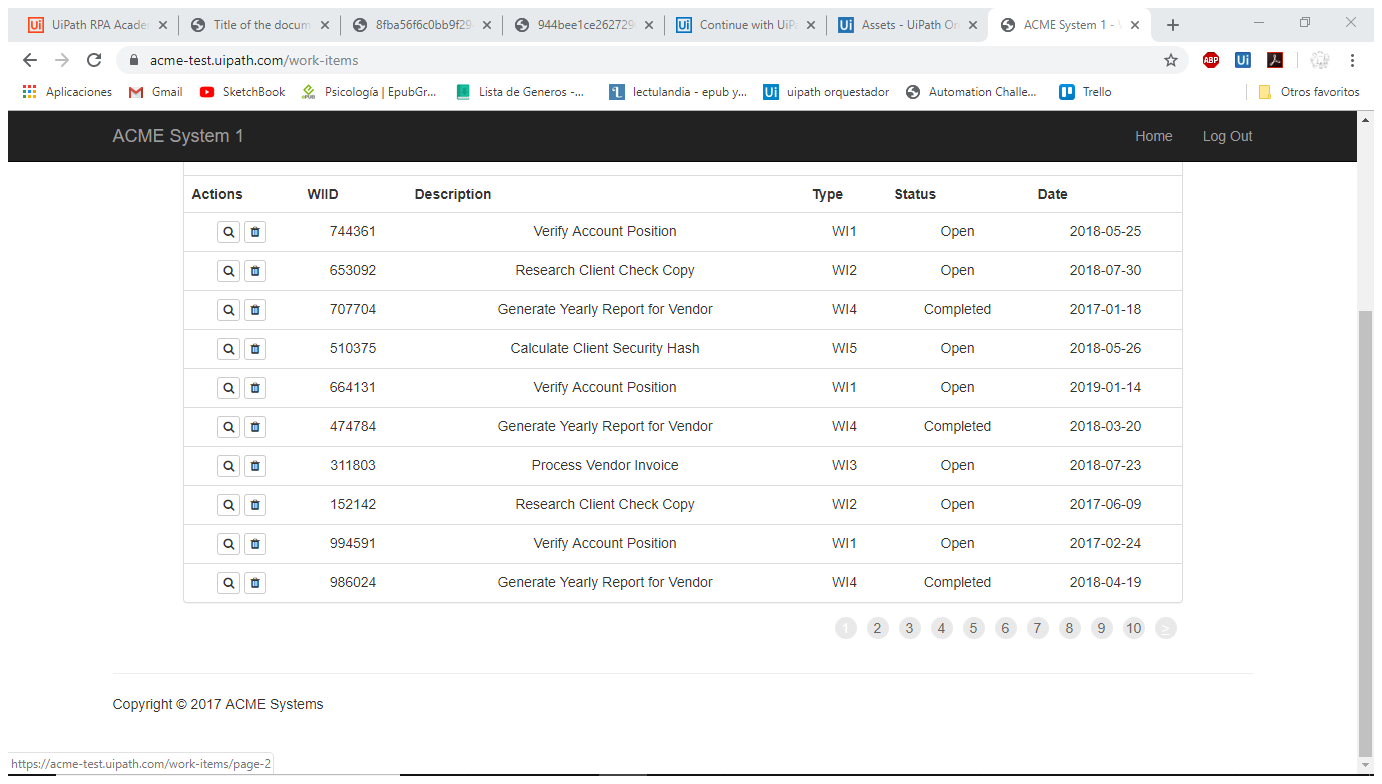 UiPath RPA Acade Title of the docum 8fba56f6c0bb9f29 944bee1ce262729 Continue with UiP Assets - UiPath Or ACME System 1 -
acme-test.uipath.com/work-items ABP Ui
Aplicaciones Gmail SketchBook Psicología | EpubGr... Lista de Generos -... lectulandia - epub y... Ui uipath orquestador Automation Challe... Trello Otros favoritos
ACME System 1 Home Log Out
Actions WIID Description Type Status Date
744361 Verify Account Position WI1 Open 2018-05-25
653092 Research Client Check Copy WI2 Open 2018-07-30
707704 Generate Yearly Report for Vendor WI4 Completed 2017-01-18
510375 Calculate Client Security Hash WI5 Open 2018-05-26
664131 Verify Account Position WI1 Open 2019-01-14
474784 Generate Yearly Report for Vendor WI4 Completed 2018-03-20
311803 Process Vendor Invoice WI3 Open 2018-07-23
152142 Research Client Check Copy WI2 Open 2017-06-09
994591 Verify Account Position WI1 Open 2017-02-24
986024 Generate Yearly Report for Vendor WI4 Completed 2018-04-19
1 2 3 4 5 6 7 8 9 10 >
Copyright © 2017 ACME Systems
https://acme-test.uipath.com/work-items/page-2